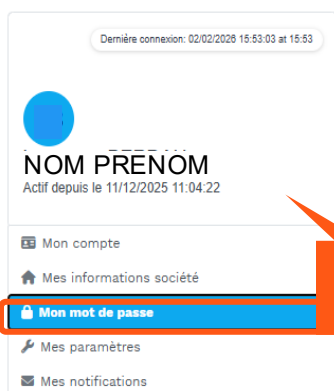 Dernière connexion: 02/02/2026 15:53:03 at 15:53
NOM PRENOM
Actif depuis le 11/12/2025 11:04:22
Mon compte
Mes informations société
Mon mot de passe
Mes paramètres
Mes notifications